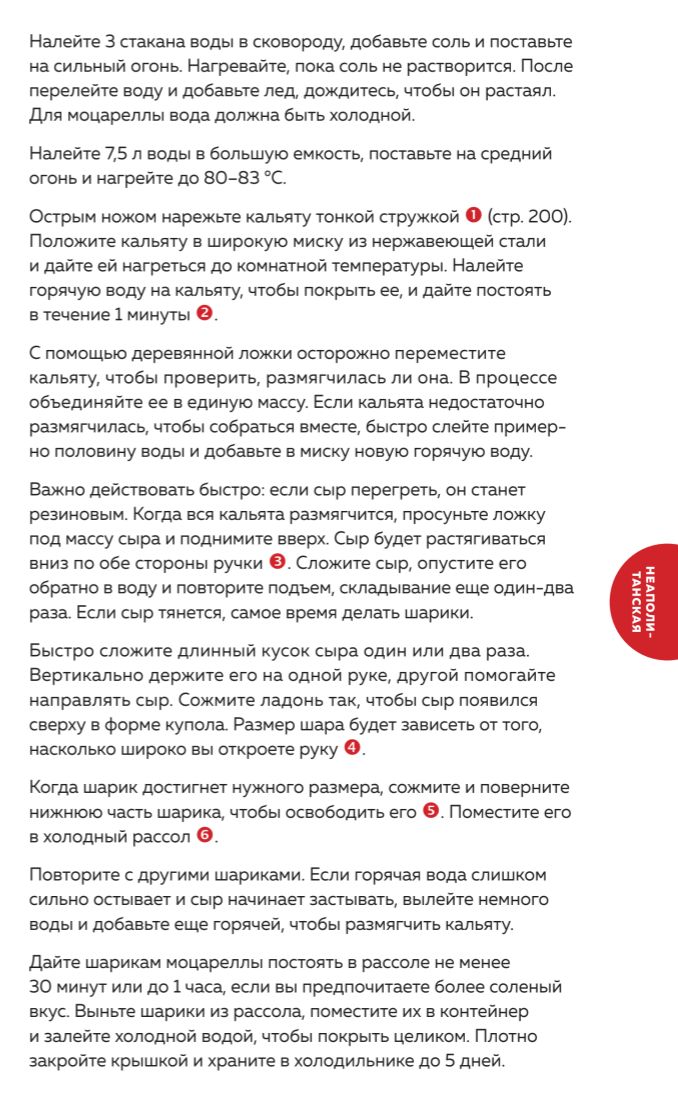 Налейте 3 стакана воды в сковороду, добавьте соль и поставьте
на сильный огонь. Нагревайте, пока соль не растворится. После
перелейте воду и добавьте лед, дождитесь, чтобы он растаял.
Для моцареллы вода должна быть холодной.
Налейте 7,5 л воды в большую емкость, поставьте на средний
огонь и нагрейте до 80–83 °C.
Острым ножом нарежьте кальяту тонкой стружкой ❶ (стр. 200).
Положите кальяту в широкую миску из нержавеющей стали
и дайте ей нагреться до комнатной температуры. Налейте
горячую воду на кальяту, чтобы покрыть ее, и дайте постоять
в течение 1 минуты ❷.
С помощью деревянной ложки осторожно переместите
кальяту, чтобы проверить, размягчилась ли она. В процессе
объединяйте ее в единую массу. Если кальята недостаточно
размягчилась, чтобы собраться вместе, быстро слейте пример-
но половину воды и добавьте в миску новую горячую воду.
Важно действовать быстро: если сыр перегреть, он станет
резиновым. Когда вся кальята размягчится, просуньте ложку
под массу сыра и поднимите вверх. Сыр будет растягиваться
вниз по обе стороны ручки ❸. Сложите сыр, опустите его
обратно в воду и повторите подъем, складывание еще один-два
раза. Если сыр тянется, самое время делать шарики.
Быстро сложите длинный кусок сыра один или два раза.
Вертикально держите его на одной руке, другой помогайте
направлять сыр. Сожмите ладонь так, чтобы сыр появился
сверху в форме купола. Размер шара будет зависеть от того,
насколько широко вы откроете руку ❹.
Когда шарик достигнет нужного размера, сожмите и поверните
нижнюю часть шарика, чтобы освободить его ❺. Поместите его
в холодный рассол ❻.
Повторите с другими шариками. Если горячая вода слишком
сильно остывает и сыр начинает застывать, вылейте немного
воды и добавьте еще горячей, чтобы размягчить кальяту.
Дайте шарикам моцареллы постоять в рассоле не менее
30 минут или до 1 часа, если вы предпочитаете более соленый
вкус. Выньте шарики из рассола, поместите их в контейнер
и залейте холодной водой, чтобы покрыть целиком. Плотно
закройте крышкой и храните в холодильнике до 5 дней.
НЕАПОЛИ-
ТАНСКАЯ